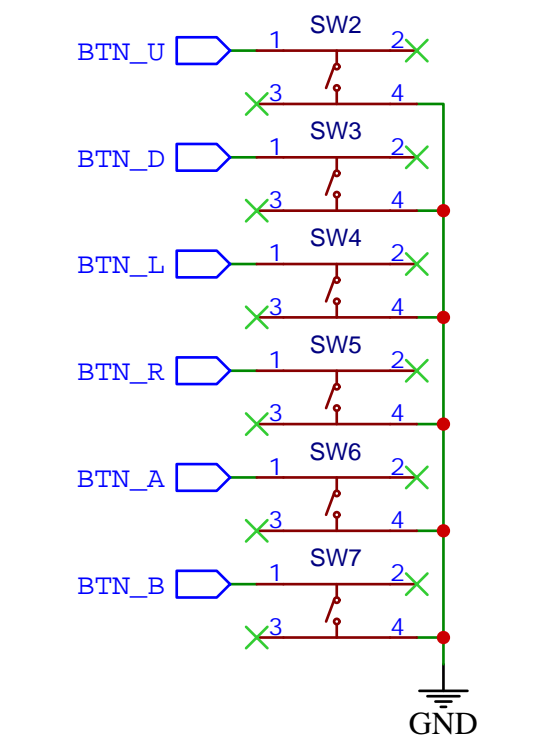 SW2
BTN_U 1 2
3 4
SW3
BTN_D 1 2
3 4
SW4
BTN_L 1 2
3 4
SW5
BTN_R 1 2
3 4
SW6
BTN_A 1 2
3 4
SW7
BTN_B 1 2
3 4
GND